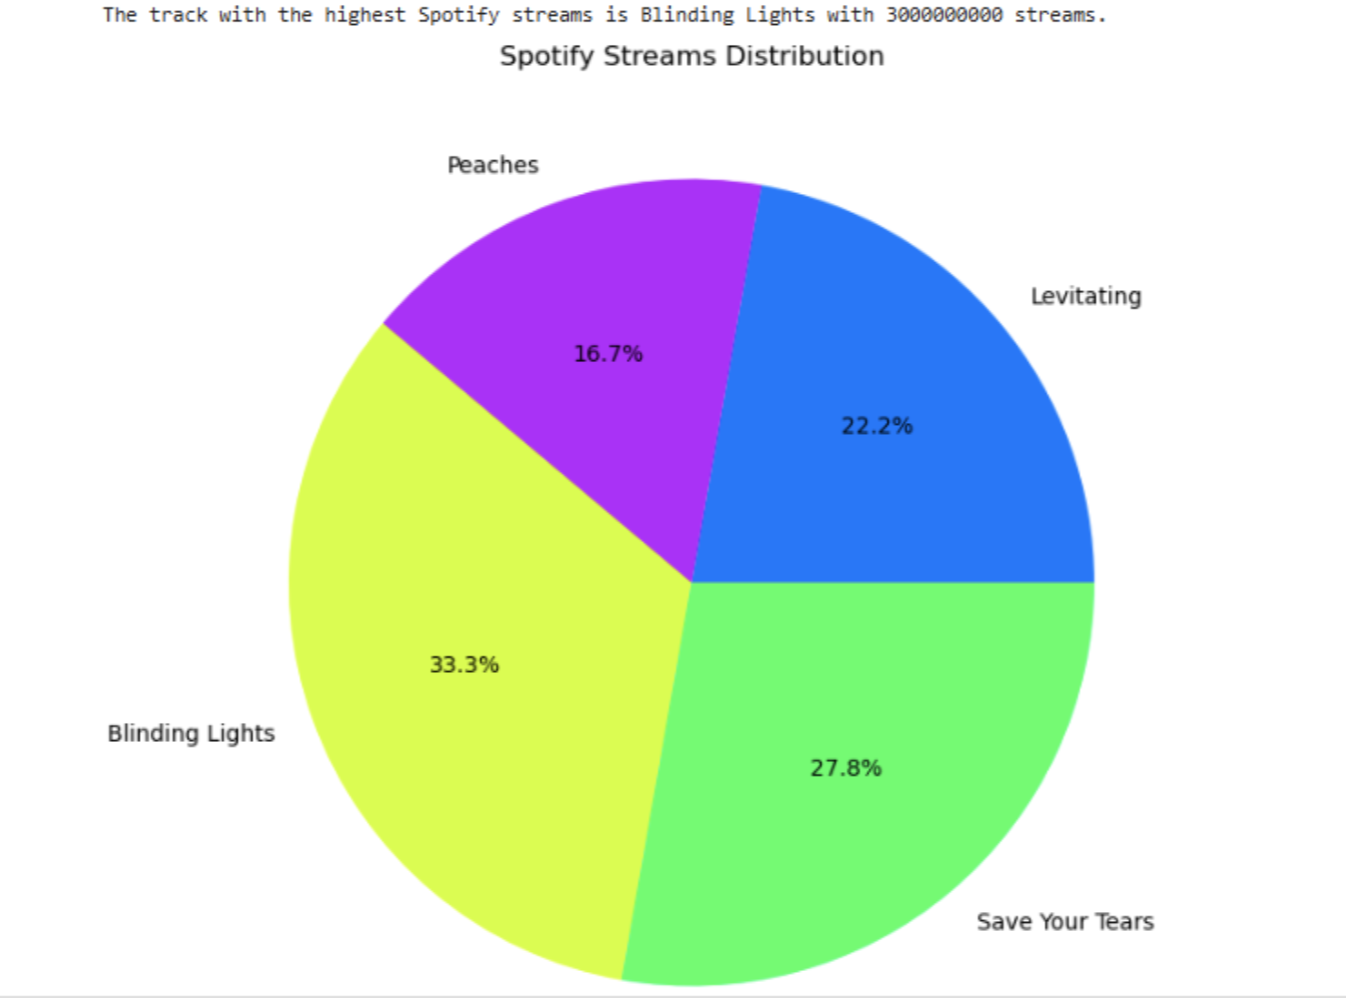 The track with the highest Spotify streams is Blinding Lights with 3000000000 streams.
Spotify Streams Distribution
Peaches
Levitating
16.7%
22.2%
33.3%
Blinding Lights
27.8%
Save Your Tears